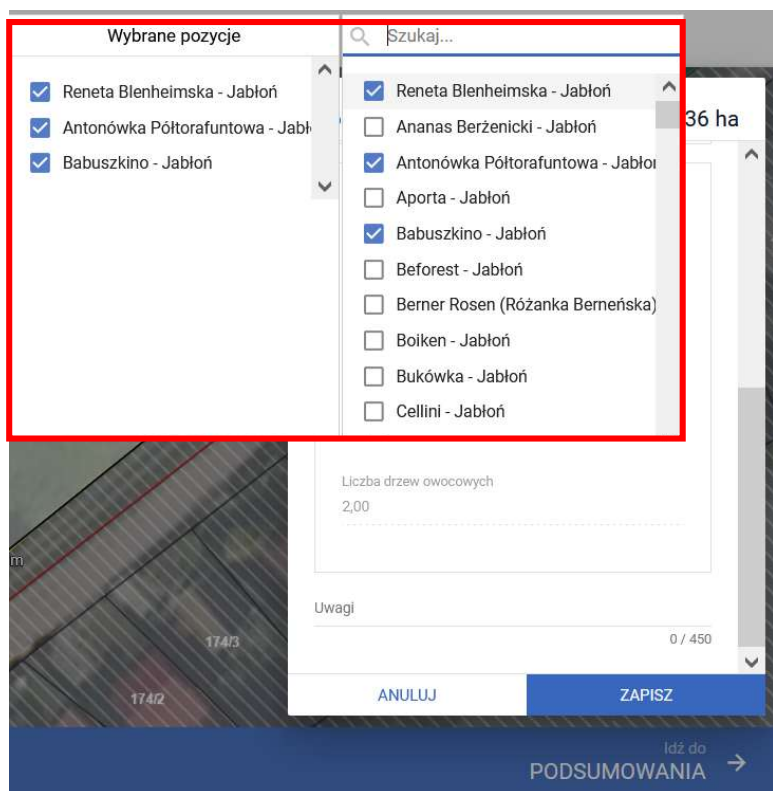 Wybrane pozycje
Reneta Blenheimska - Jabłoń
Antonówka Półtorafuntowa - Jabł
Babuszkino - Jabłoń
Szukaj...
Reneta Blenheimska - Jabłoń
Ananas Berżenicki - Jabłoń
Antonówka Półtorafuntowa - Jabłoń
Aporta - Jabłoń
Babuszkino - Jabłoń
Beforest - Jabłoń
Berner Rosen (Różanka Berneńska)
Boiken - Jabłoń
Bukówka - Jabłoń
Cellini - Jabłoń
36 ha
Liczba drzew owocowych
2,00
Uwagi
0 / 450
ANULUJ
ZAPISZ
m
174/3
174/2
Idź do
PODSUMOWANIA